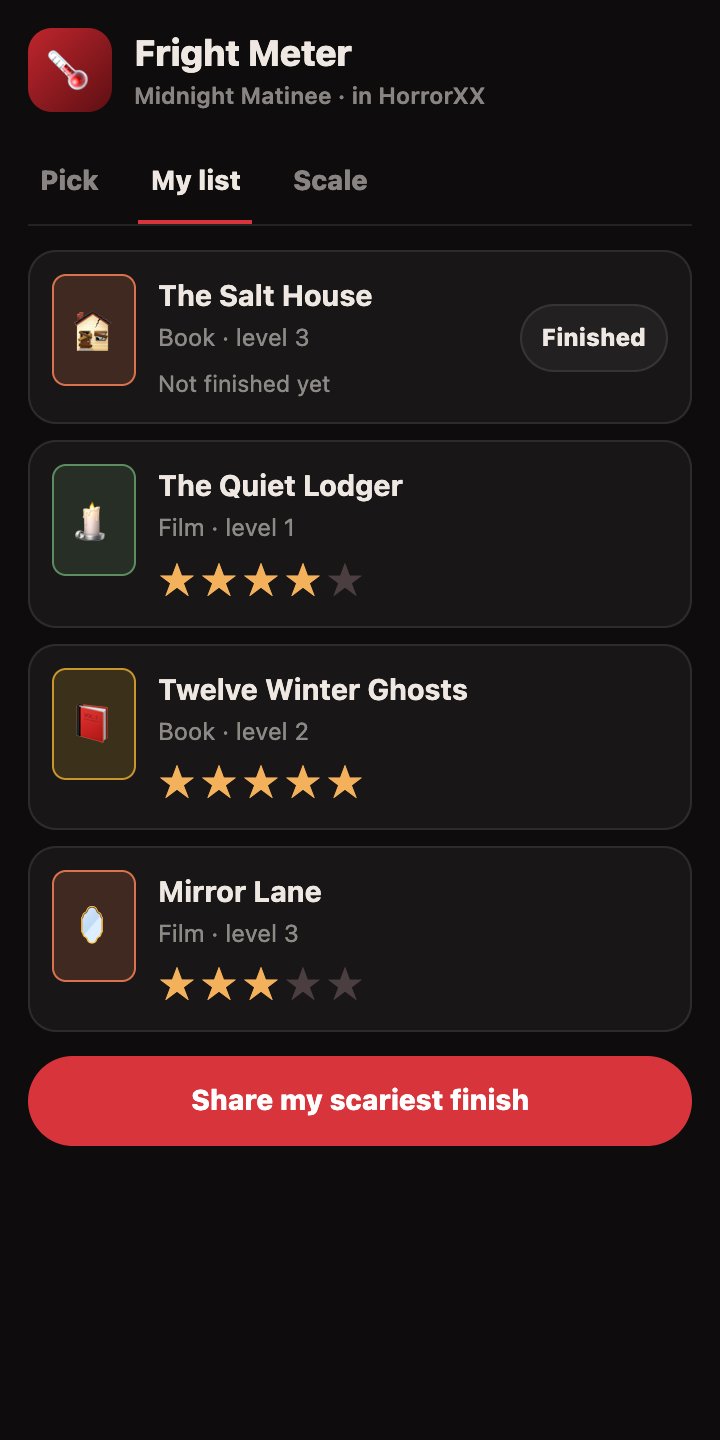 Fright Meter
Midnight Matinee · in HorrorXX
Pick
My list
Scale
The Salt House
Book · level 3
Not finished yet
Finished
The Quiet Lodger
Film · level 1
Twelve Winter Ghosts
Book · level 2
Mirror Lane
Film · level 3
Share my scariest finish